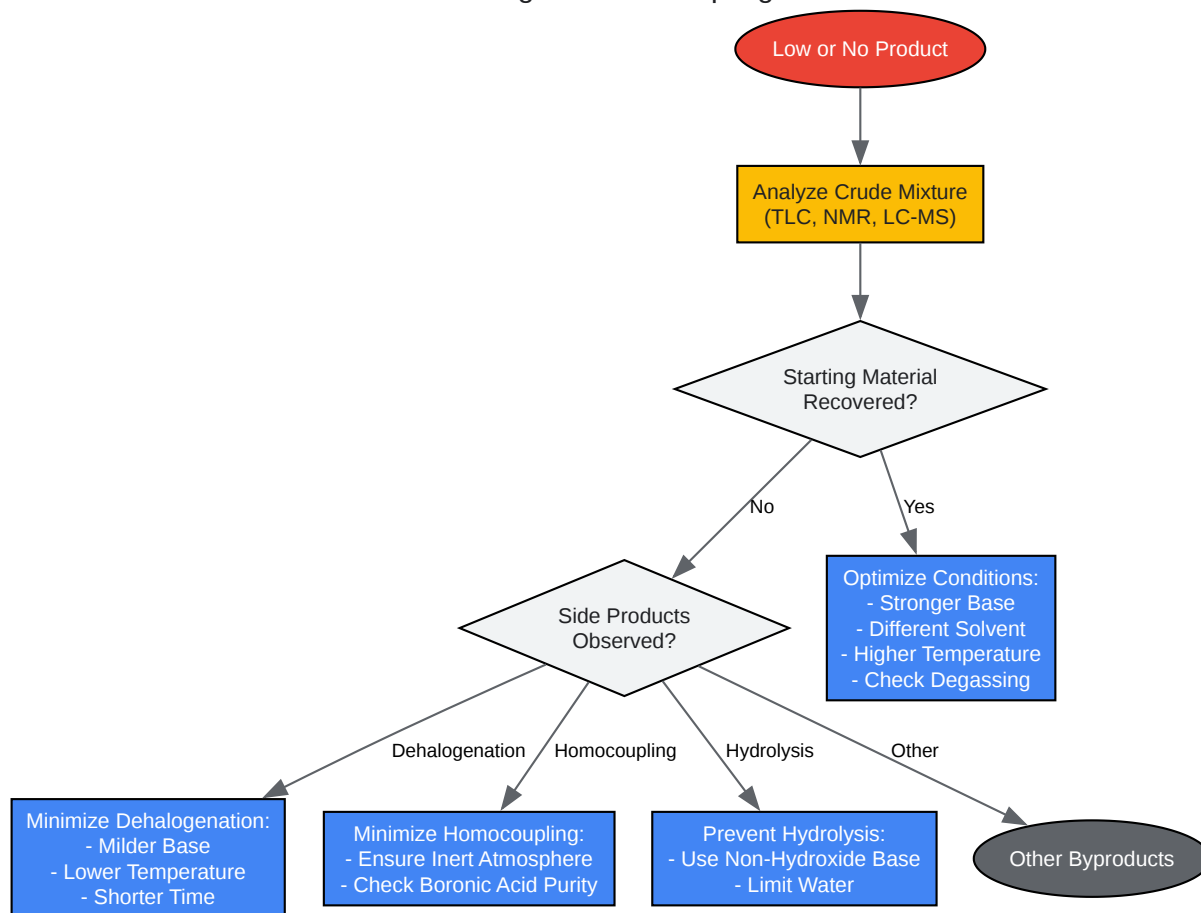 Low or No Product
Analyze Crude Mixture
(TLC, NMR, LC-MS)
Starting Material
Recovered?
No
Yes
Optimize Conditions:
- Stronger Base
- Different Solvent
- Higher Temperature
- Check Degassing
Side Products
Observed?
Dehalogenation
Homocoupling
Hydrolysis
Other
Minimize Dehalogenation:
- Milder Base
- Lower Temperature
- Shorter Time
Minimize Homocoupling:
- Ensure Inert Atmosphere
- Check Boronic Acid Purity
Prevent Hydrolysis:
- Use Non-Hydroxide Base
- Limit Water
Other Byproducts